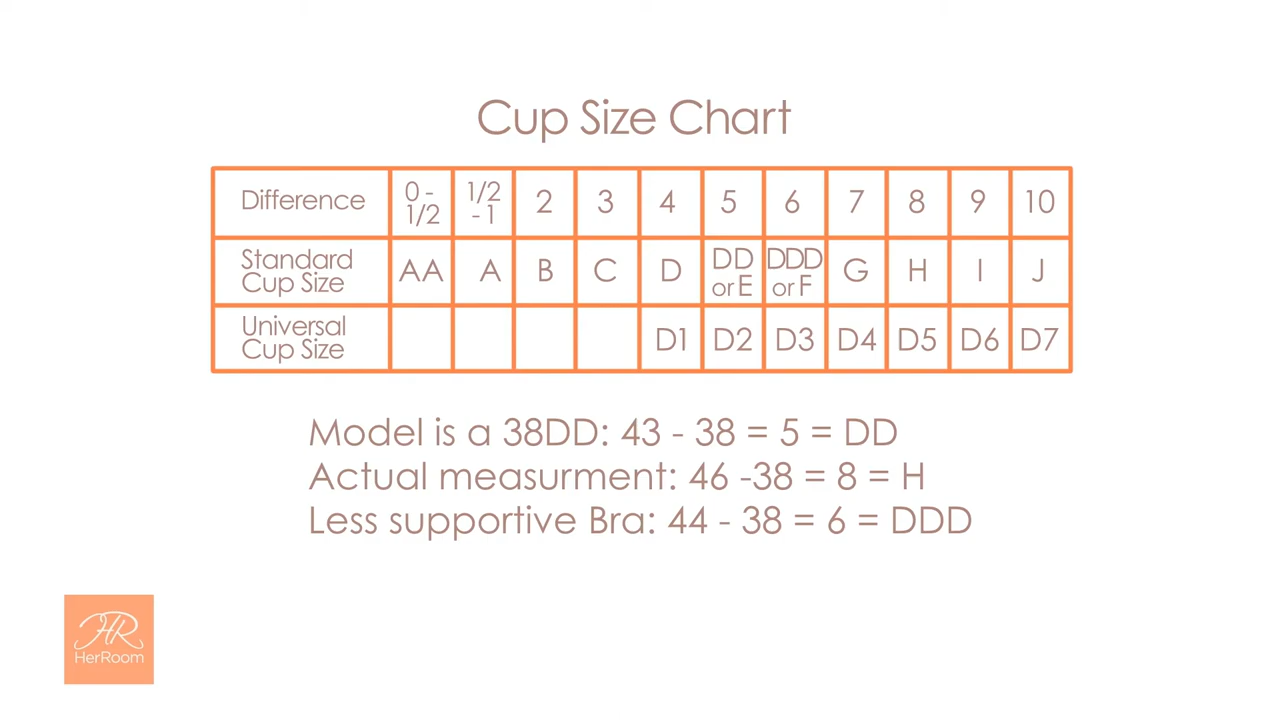 Cup Size Chart
Difference 0 - 1/2 1/2 - 1 2 3 4 5 6 7 8 9 10
Standard Cup Size AA A B C D DD or E DDD or F G H I J
Universal Cup Size D1 D2 D3 D4 D5 D6 D7
Model is a 38DD: 43 - 38 = 5 = DD
Actual measurment: 46 -38 = 8 = H
Less supportive Bra: 44 - 38 = 6 = DDD
HR
HerRoom